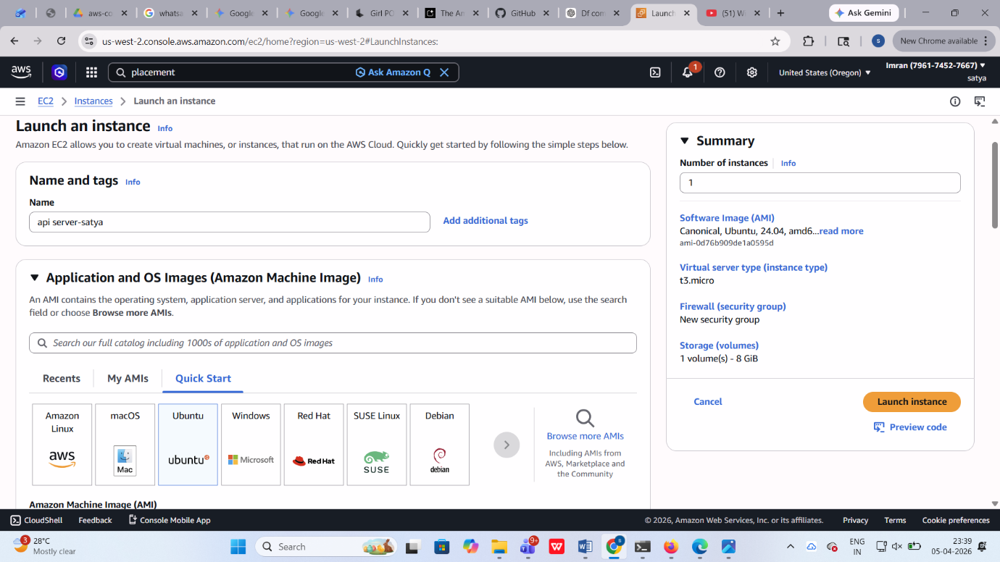 aws-co
whatsa
Google
Google
Girl PO
The An
GitHub
Df com
Launch
(51) W
Ask Gemini
us-west-2.console.aws.amazon.com/ec2/home?region=us-west-2#LaunchInstances:
S
New Chrome available
aws
placement
Ask Amazon Q
1
United States (Oregon)
Imran (7961-7452-7667)
satya
EC2
Instances
Launch an instance
Launch an instance Info
Amazon EC2 allows you to create virtual machines, or instances, that run on the AWS Cloud. Quickly get started by following the simple steps below.
Name and tags Info
Name
api server-satya
Add additional tags
Application and OS Images (Amazon Machine Image) Info
An AMI contains the operating system, application server, and applications for your instance. If you don't see a suitable AMI below, use the search
field or choose Browse more AMIs.
Search our full catalog including 1000s of application and OS images
Recents
My AMIs
Quick Start
Amazon
Linux
aws
macOS
Mac
Ubuntu
ubuntu
Windows
Microsoft
Red Hat
Red Hat
SUSE Linux
SUSE
Debian
debian
Browse more AMIs
Including AMIs from
AWS, Marketplace and
the Community
Amazon Machine Image (AMI)
Summary
Number of instances Info
1
Software Image (AMI)
Canonical, Ubuntu, 24.04, amd6...read more
ami-0d76b909de1a0595d
Virtual server type (instance type)
t3.micro
Firewall (security group)
New security group
Storage (volumes)
1 volume(s) - 8 GiB
Cancel
Launch instance
Preview code
CloudShell
Feedback
Console Mobile App
© 2026, Amazon Web Services, Inc. or its affiliates.
Privacy
Terms
Cookie preferences
3
28°C
Mostly clear
Search
9+
W
S
ENG
IN
23:39
05-04-2026